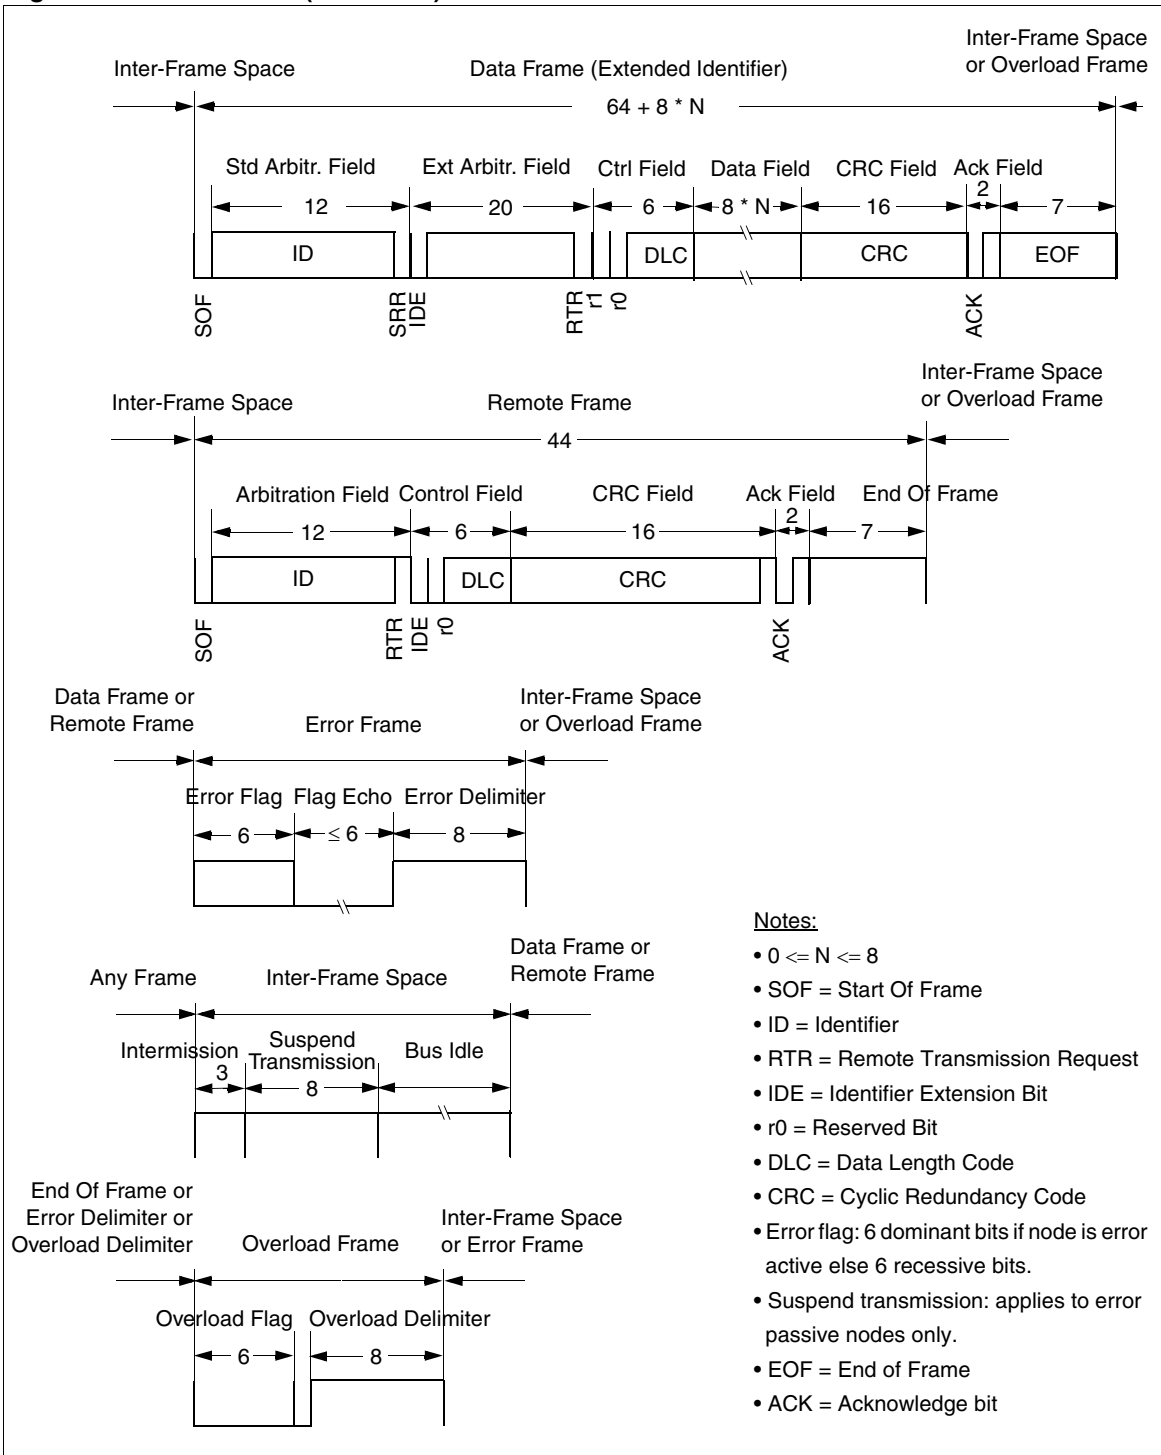 Inter-Frame Space
Data Frame (Extended Identifier)
Inter-Frame Space
or Overload Frame
64 + 8 * N
Std Arbitr. Field
Ext Arbitr. Field
Ctrl Field
Data Field
CRC Field
Ack Field
12
20
6
8 * N
16
2
7
ID
DLC
CRC
EOF
SOF
SRR
IDE
RTR
r1
r0
ACK
Inter-Frame Space
Remote Frame
Inter-Frame Space
or Overload Frame
44
Arbitration Field
Control Field
CRC Field
Ack Field
End Of Frame
12
6
16
2
7
ID
DLC
CRC
SOF
RTR
IDE
r0
ACK
Data Frame or
Remote Frame
Error Frame
Inter-Frame Space
or Overload Frame
Error Flag
Flag Echo
Error Delimiter
6
≤ 6
8
Any Frame
Inter-Frame Space
Data Frame or
Remote Frame
Intermission
Suspend
Transmission
Bus Idle
3
8
End Of Frame or
Error Delimiter or
Overload Delimiter
Overload Frame
Inter-Frame Space
or Error Frame
Overload Flag
Overload Delimiter
6
8
Notes:
• 0 <= N <= 8
• SOF = Start Of Frame
• ID = Identifier
• RTR = Remote Transmission Request
• IDE = Identifier Extension Bit
• r0 = Reserved Bit
• DLC = Data Length Code
• CRC = Cyclic Redundancy Code
• Error flag: 6 dominant bits if node is error
active else 6 recessive bits.
• Suspend transmission: applies to error
passive nodes only.
• EOF = End of Frame
• ACK = Acknowledge bit